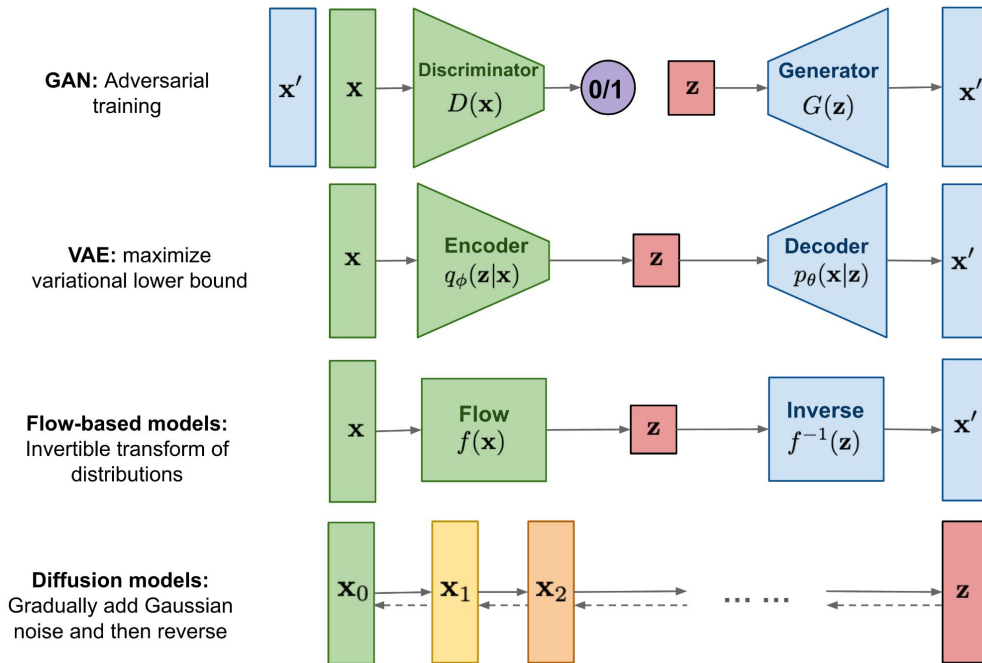 GAN: Adversarial
training
x′
x
Discriminator
D(x)
0/1
z
Generator
G(z)
x′
VAE: maximize
variational lower bound
x
Encoder
qϕ(z|x)
z
Decoder
pθ(x|z)
x′
Flow-based models:
Invertible transform of
distributions
x
Flow
f(x)
z
Inverse
f⁻¹(z)
x′
Diffusion models:
Gradually add Gaussian
noise and then reverse
x₀
x₁
x₂
... ...
z